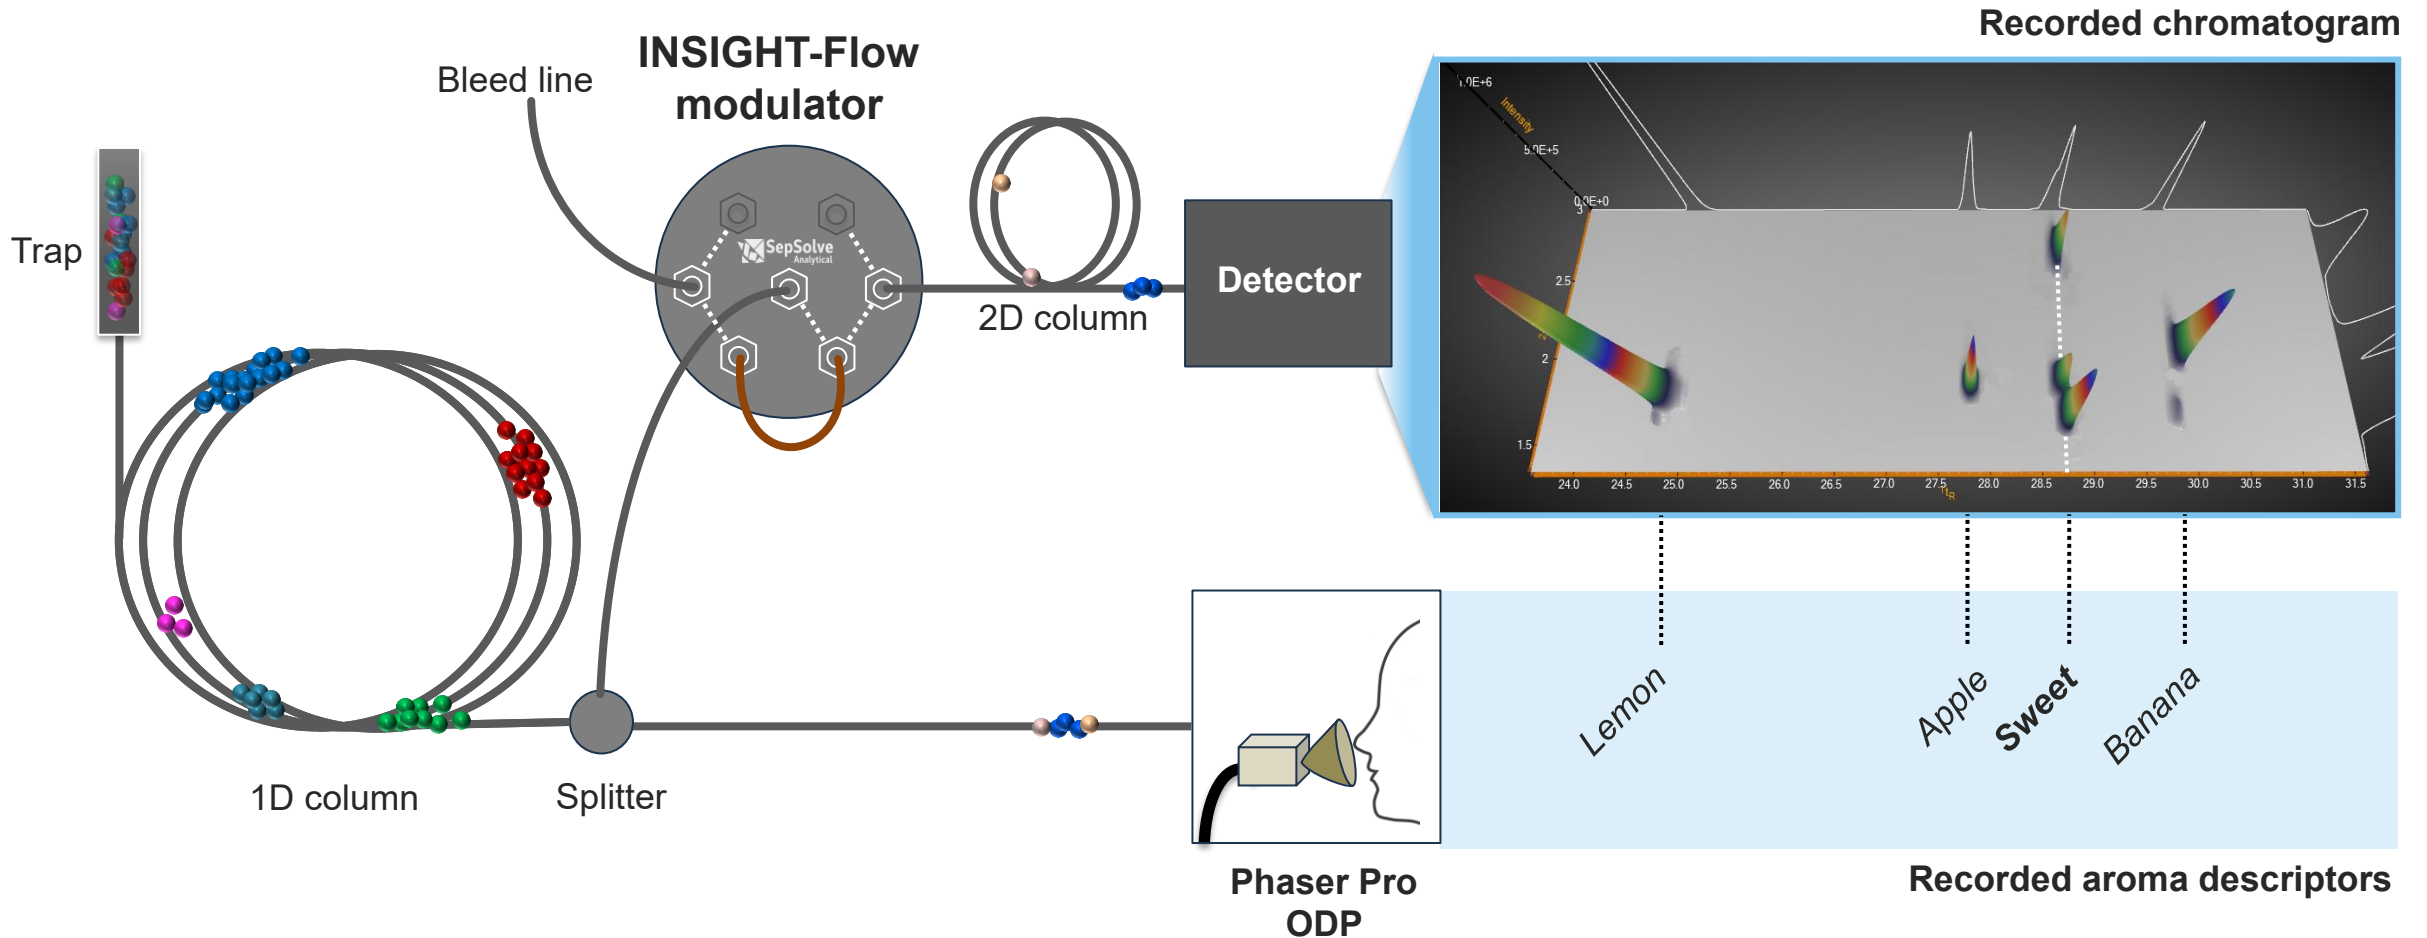 Recorded chromatogram
INSIGHT-Flow
modulator
Bleed line
Trap
SepSolve
Analytical
2D column
Detector
1.0E+6
Intensity
5.0E+5
0.0E+0
3
2.5
2
2
1.5
24.0 24.5 25.0 25.5 26.0 26.5 27.0 27.5 28.0 28.5 29.0 29.5 30.0 30.5 31.0 31.5
¹tR
1D column
Splitter
Lemon
Apple
Sweet
Banana
Phaser Pro
ODP
Recorded aroma descriptors